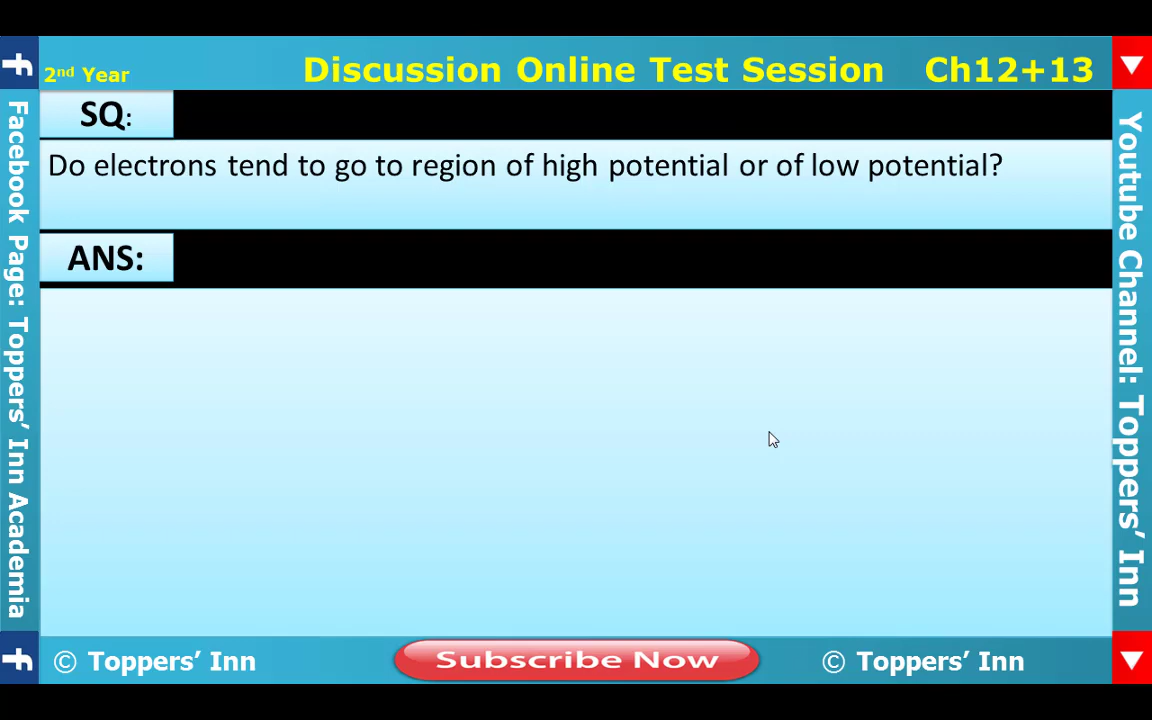 2nd Year
Discussion Online Test Session Ch12+13
SQ:
Do electrons tend to go to region of high potential or of low potential?
ANS:
Facebook Page: Toppers’ Inn Academia
Youtube Channel: Toppers’ Inn
© Toppers’ Inn
Subscribe Now
© Toppers’ Inn